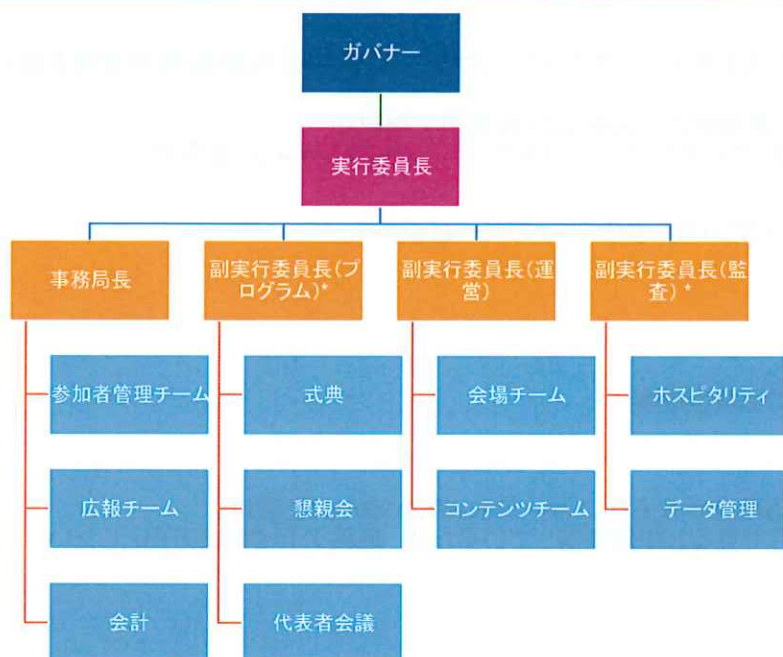 ガバナー
実行委員長
事務局長
副実行委員長(プ
ログラム)*
副実行委員長(運
営)
副実行委員長(監
査)*
参加者管理チーム
式典
会場チーム
ホスピタリティ
広報チーム
懇親会
コンテンツチーム
データ管理
会計
代表者会議